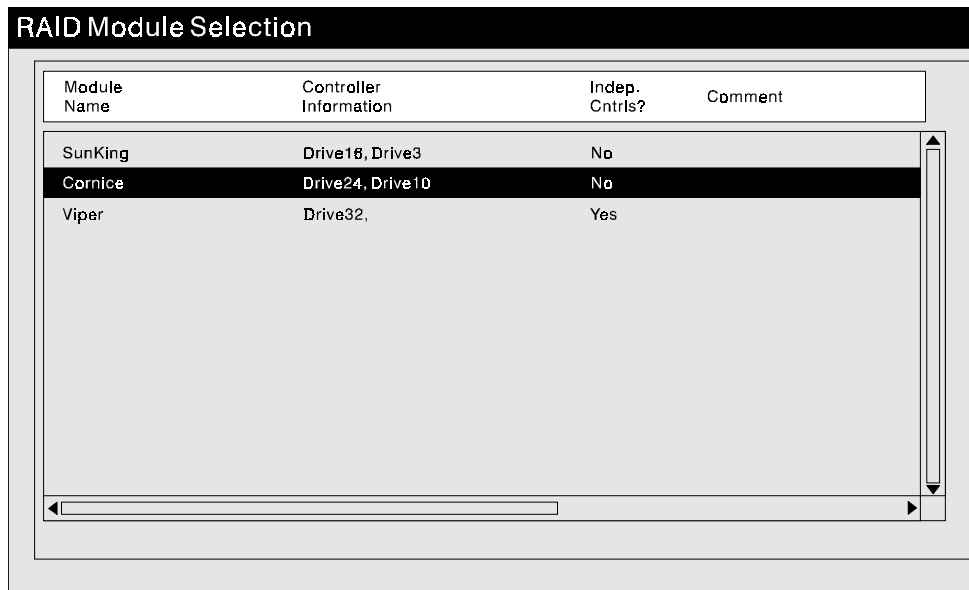 RAID Module Selection
Module Name Controller Information Indep. Cntrls? Comment
SunKing Drive16, Drive3 No
Cornice Drive24, Drive10 No
Viper Drive32, Yes